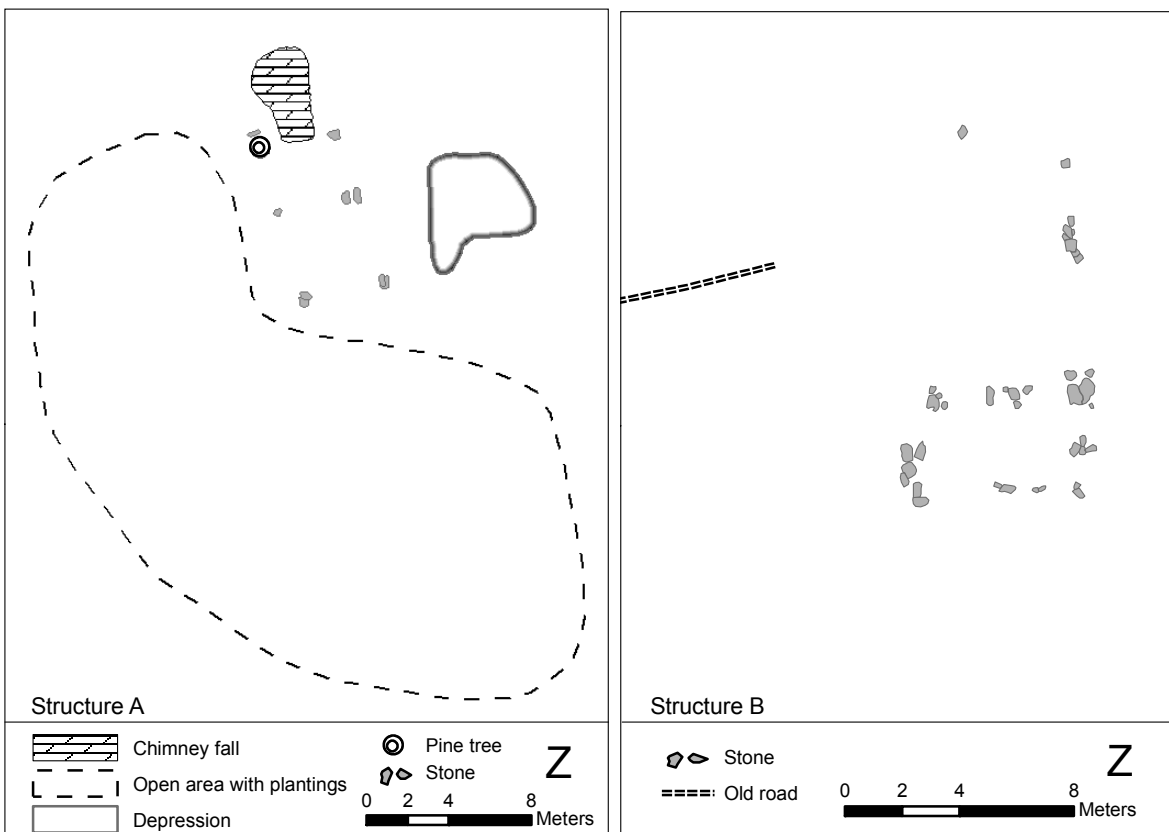 Structure A
Chimney fall
Open area with plantings
Depression
Pine tree
Stone
Z
0 2 4 8
Meters
Structure B
Stone
Old road
Z
0 2 4 8
Meters